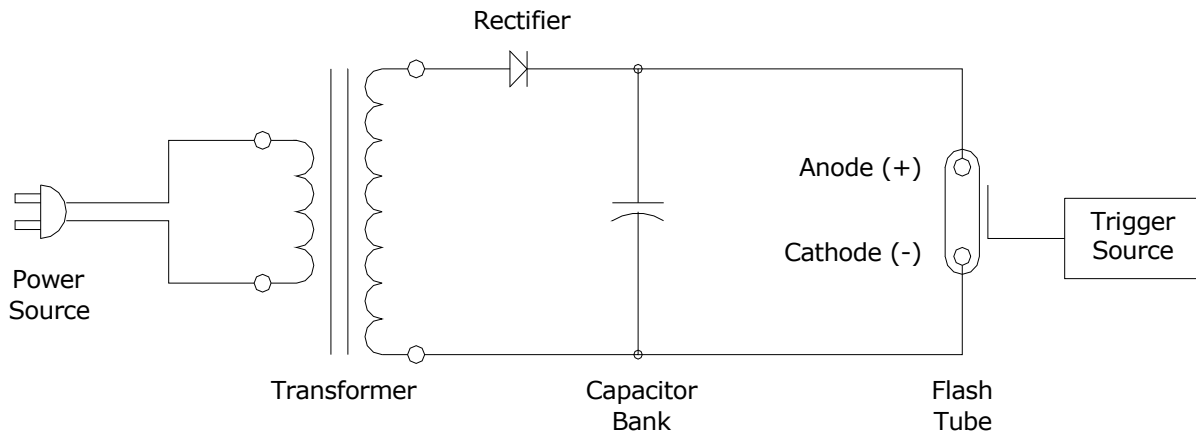 Rectifier
Anode (+)
Cathode (-)
Trigger
Source
Power
Source
Transformer
Capacitor
Bank
Flash
Tube